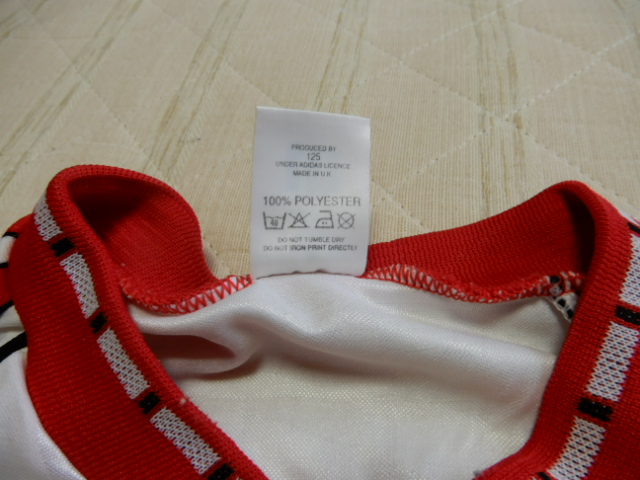 PRODUCED BY
125
UNDER ADIDAS LICENCE
MADE IN U.K
100% POLYESTER
40
DO NOT TUMBLE DRY
DO NOT IRON PRINT DIRECTLY